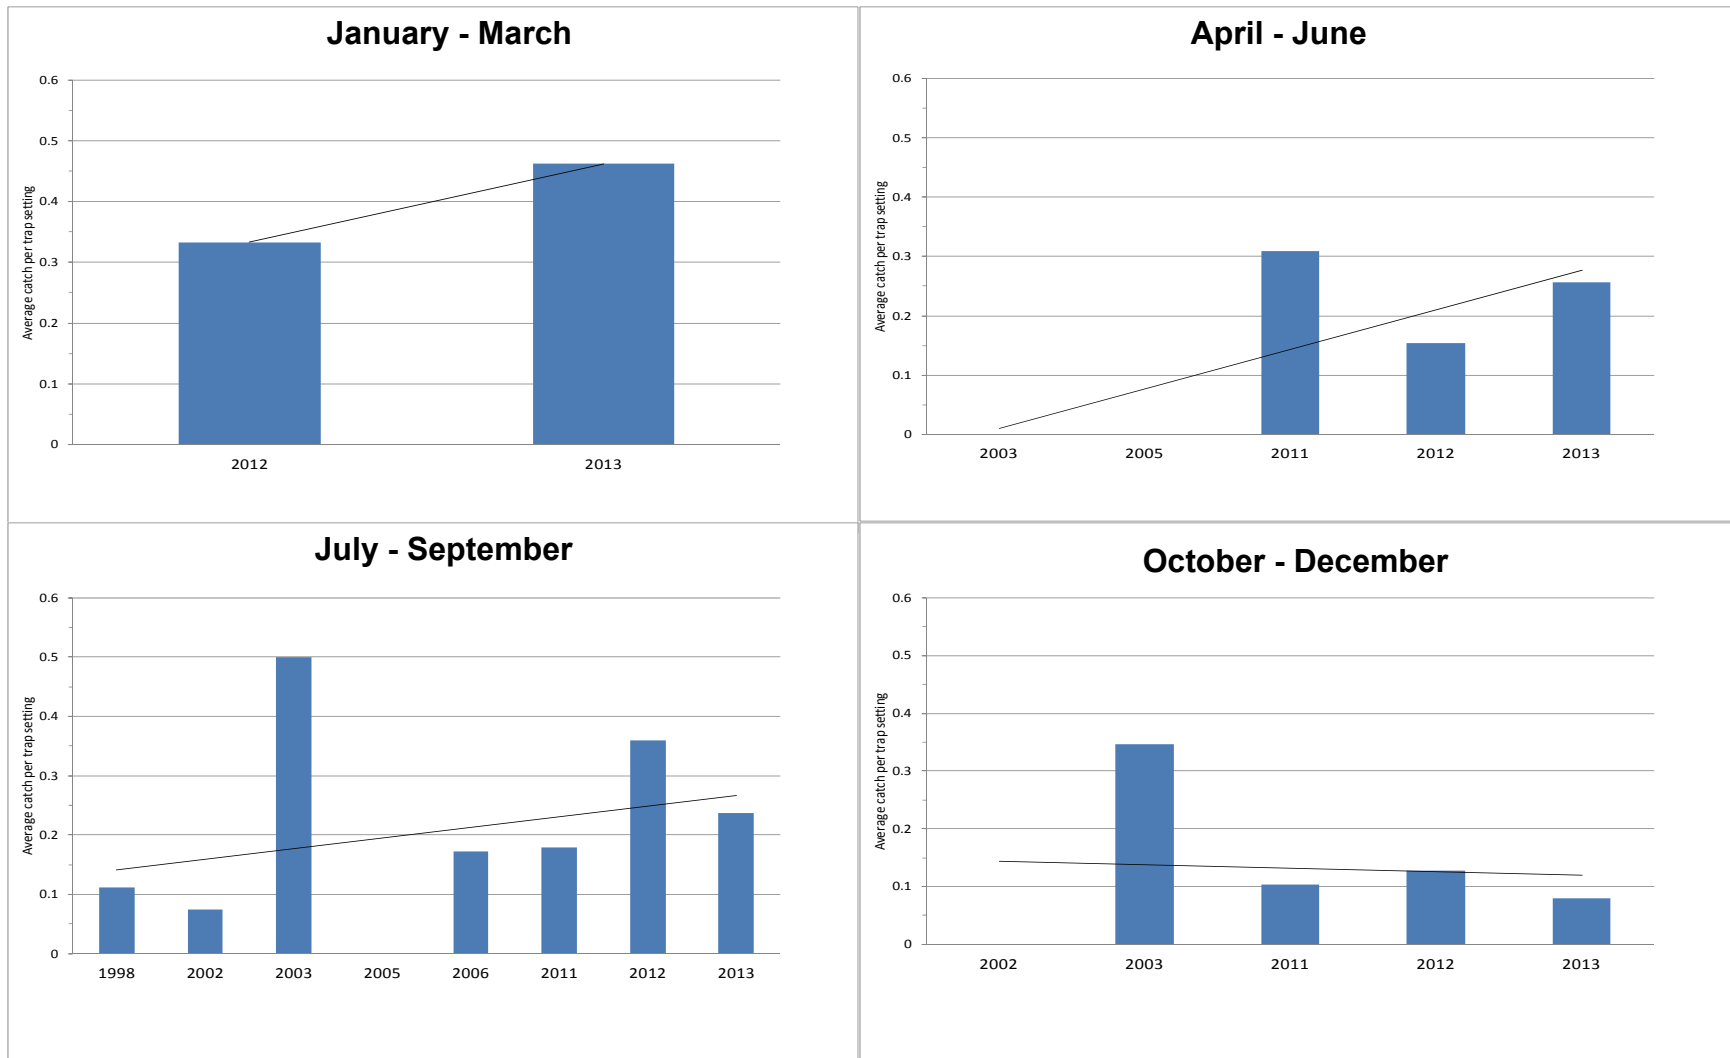 January - March
0.6
0.5
0.4
0.3
0.2
0.1
0
Average catch per trap setting
2012 2013
April - June
0.6
0.5
0.4
0.3
0.2
0.1
0
Average catch per trap setting
2003 2005 2011 2012 2013
July - September
0.6
0.5
0.4
0.3
0.2
0.1
0
Average catch per trap setting
1998 2002 2003 2005 2006 2011 2012 2013
October - December
0.6
0.5
0.4
0.3
0.2
0.1
0
Average catch per trap setting
2002 2003 2011 2012 2013